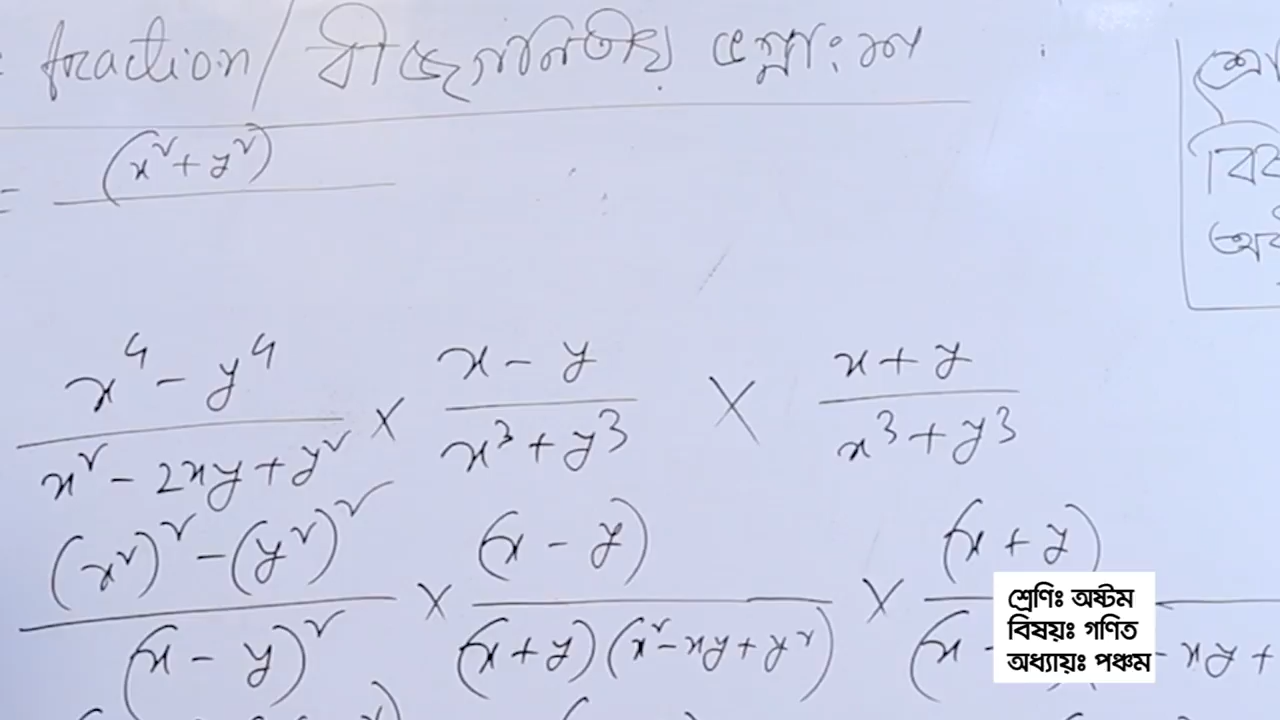 fraction/বীজগণিতীয় ভগ্নাংশ
= (x²+y²)
x⁴ - y⁴ / x² - 2xy + y² × x - y / x³ + y³ × x + y / x³ + y³
(x²)² - (y²)² / (x - y)² × (x - y) / (x+y)(x²-xy+y²) × (x+y) / (x - xy +
শ্রেণিঃ অষ্টম
বিষয়ঃ গণিত
অধ্যায়ঃ পঞ্চম